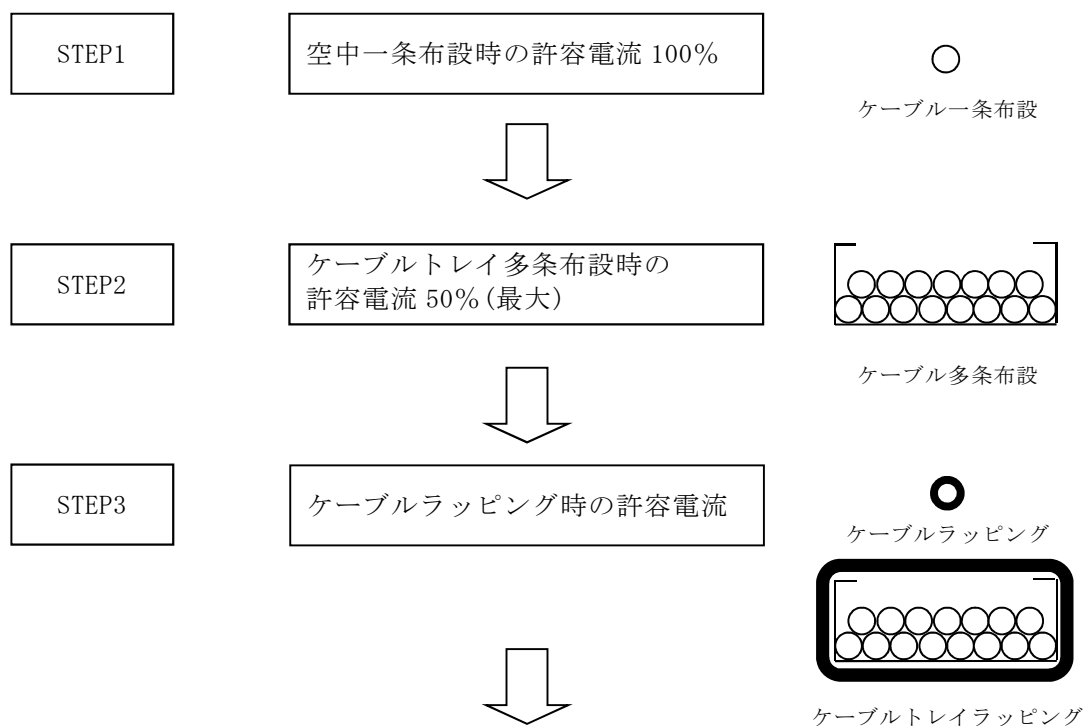 STEP1
空中一条布設時の許容電流 100％
ケーブル一条布設
STEP2
ケーブルトレイ多条布設時の
許容電流 50％(最大)
ケーブル多条布設
STEP3
ケーブルラッピング時の許容電流
ケーブルラッピング
ケーブルトレイラッピング